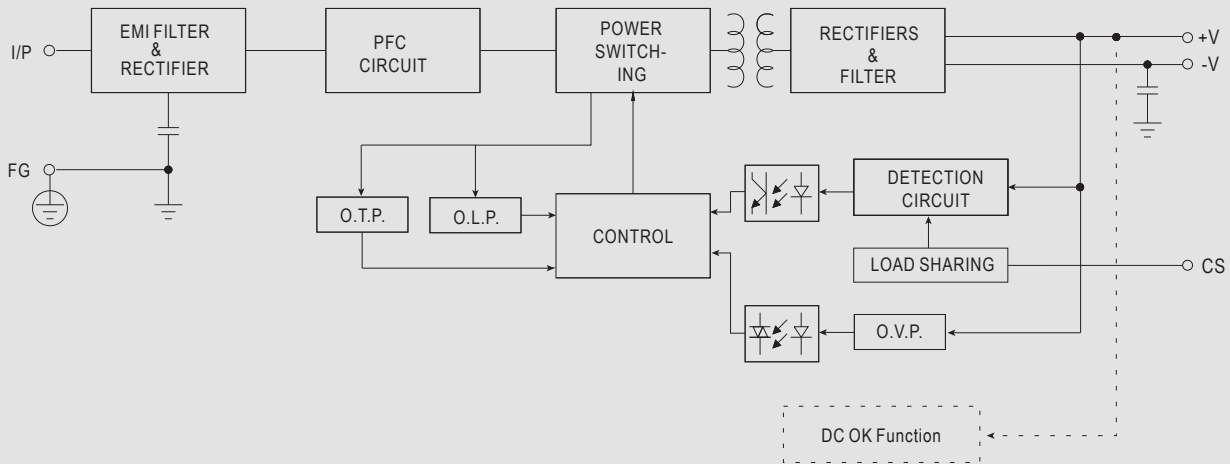 I/P
EMI FILTER
&
RECTIFIER
PFC
CIRCUIT
POWER
SWITCH-
ING
RECTIFIERS
&
FILTER
+V
-V
FG
O.T.P.
O.L.P.
CONTROL
DETECTION
CIRCUIT
LOAD SHARING
CS
O.V.P.
DC OK Function